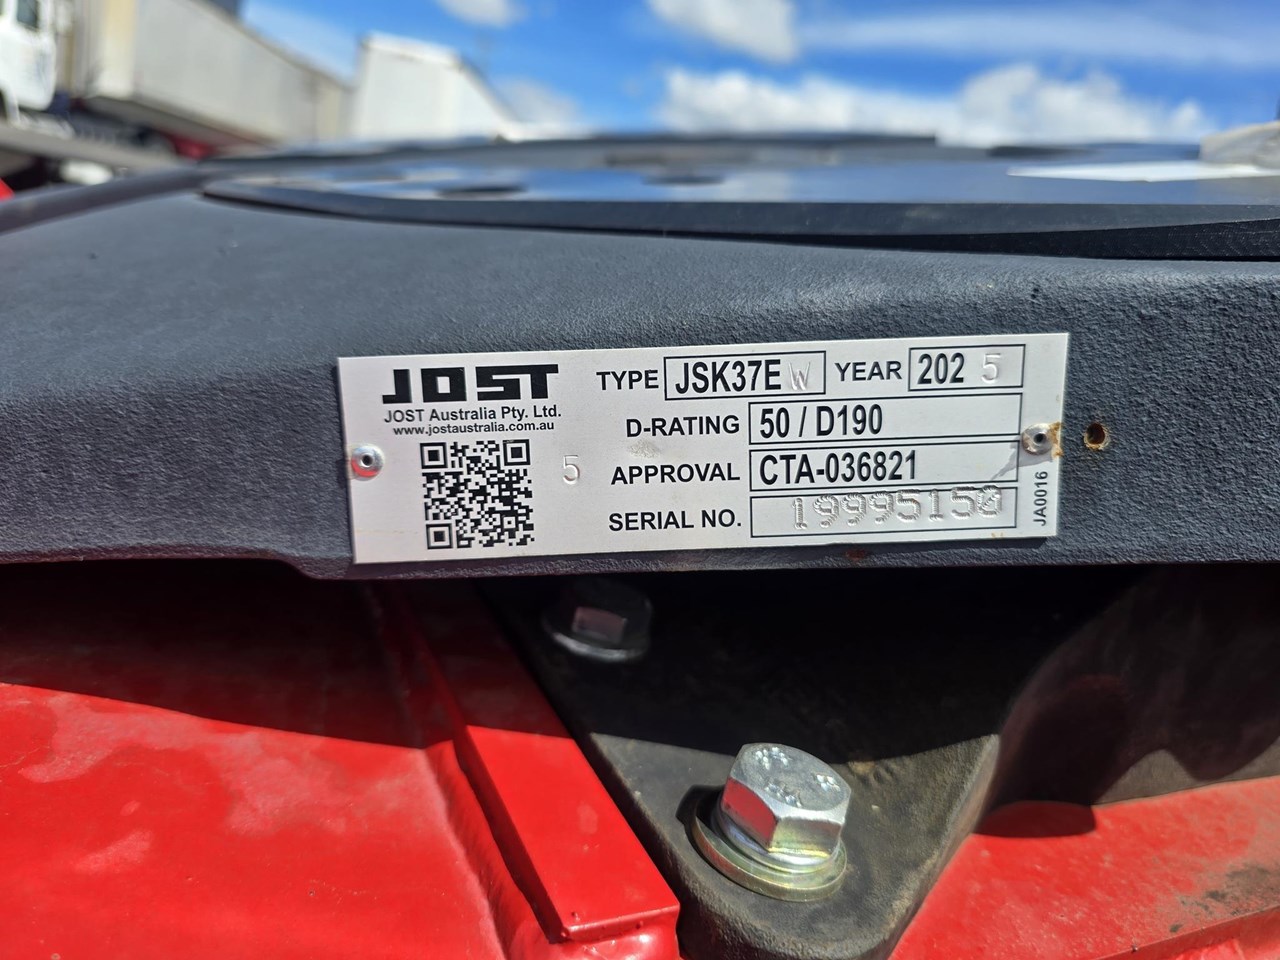 JOST
JOST Australia Pty. Ltd.
www.jostaustralia.com.au
5
TYPE JSK37E W YEAR 202 5
D-RATING 50 / D190
APPROVAL CTA-036821
SERIAL NO. 19995150
JA0016